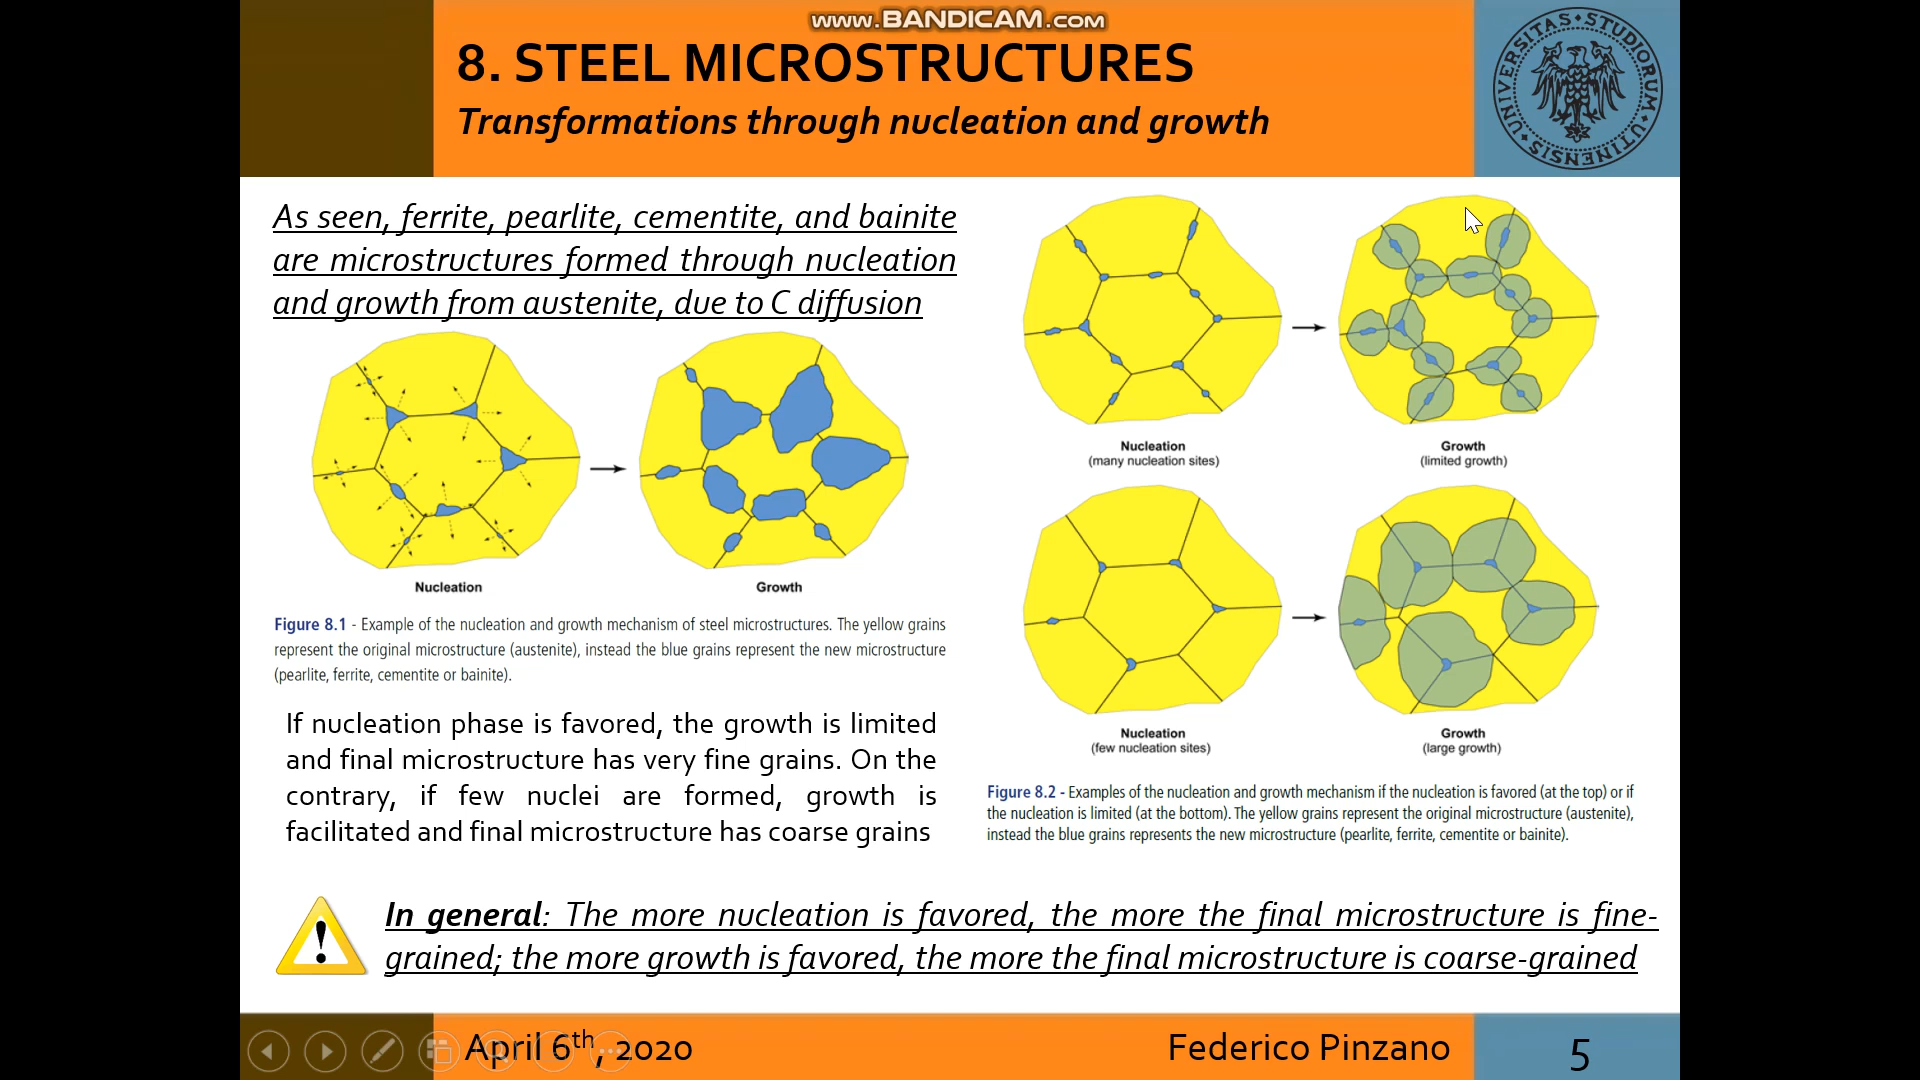 www.BANDICAM.com
8. STEEL MICROSTRUCTURES
Transformations through nucleation and growth
UNIVERSITAS STUDIORUM UTINENSIS
As seen, ferrite, pearlite, cementite, and bainite
are microstructures formed through nucleation
and growth from austenite, due to C diffusion
Nucleation
Growth
Figure 8.1 - Example of the nucleation and growth mechanism of steel microstructures. The yellow grains
represent the original microstructure (austenite), instead the blue grains represent the new microstructure
(pearlite, ferrite, cementite or bainite).
If nucleation phase is favored, the growth is limited
and final microstructure has very fine grains. On the
contrary, if few nuclei are formed, growth is
facilitated and final microstructure has coarse grains
Nucleation
(many nucleation sites)
Growth
(limited growth)
Nucleation
(few nucleation sites)
Growth
(large growth)
Figure 8.2 - Examples of the nucleation and growth mechanism if the nucleation is favored (at the top) or if
the nucleation is limited (at the bottom). The yellow grains represent the original microstructure (austenite),
instead the blue grains represents the new microstructure (pearlite, ferrite, cementite or bainite).
In general: The more nucleation is favored, the more the final microstructure is fine-
grained; the more growth is favored, the more the final microstructure is coarse-grained
April 6th, 2020
Federico Pinzano
5